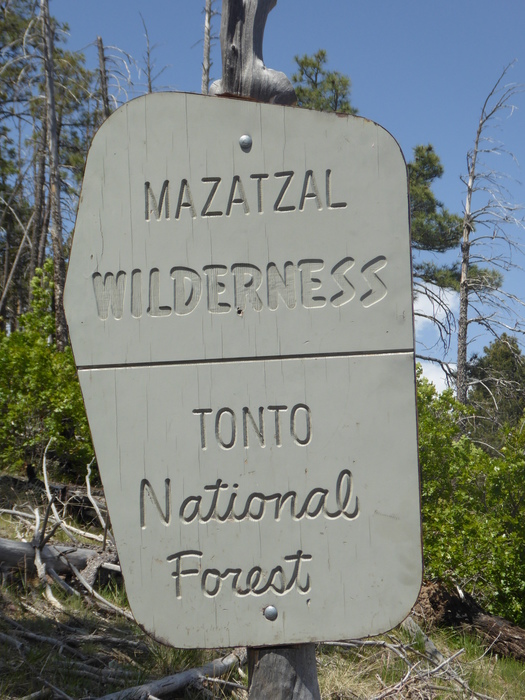 MAZATZAL
WILDERNESS
TONTO
National
Forest